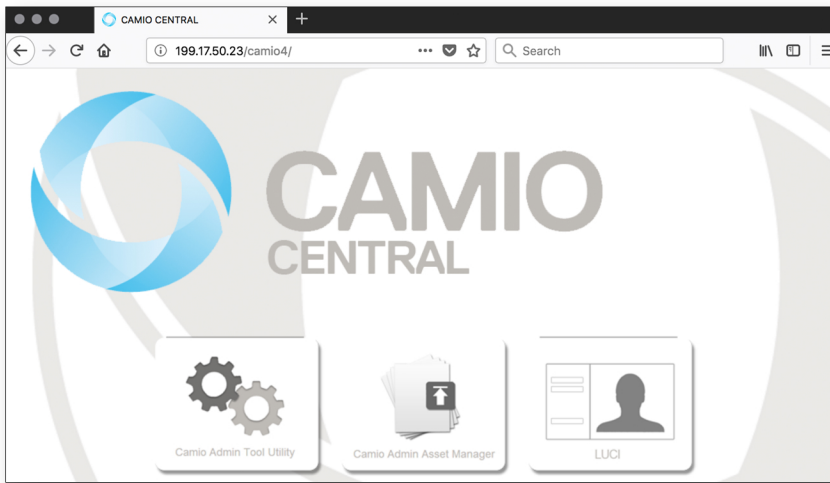 CAMIO CENTRAL
199.17.50.23/camio4/
Search
CAMIO
CENTRAL
Camio Admin Tool Utility
Camio Admin Asset Manager
LUCI